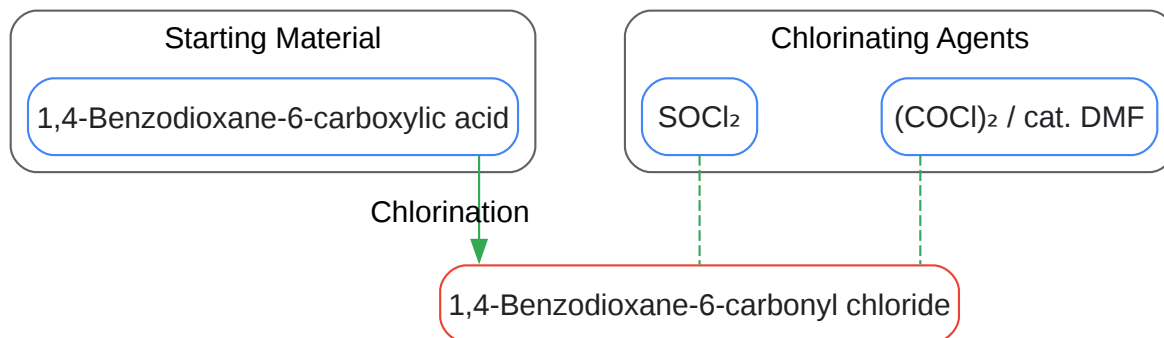 Starting Material
Chlorinating Agents
1,4-Benzodioxane-6-carboxylic acid
SOCl₂
(COCl)₂ / cat. DMF
Chlorination
1,4-Benzodioxane-6-carbonyl chloride